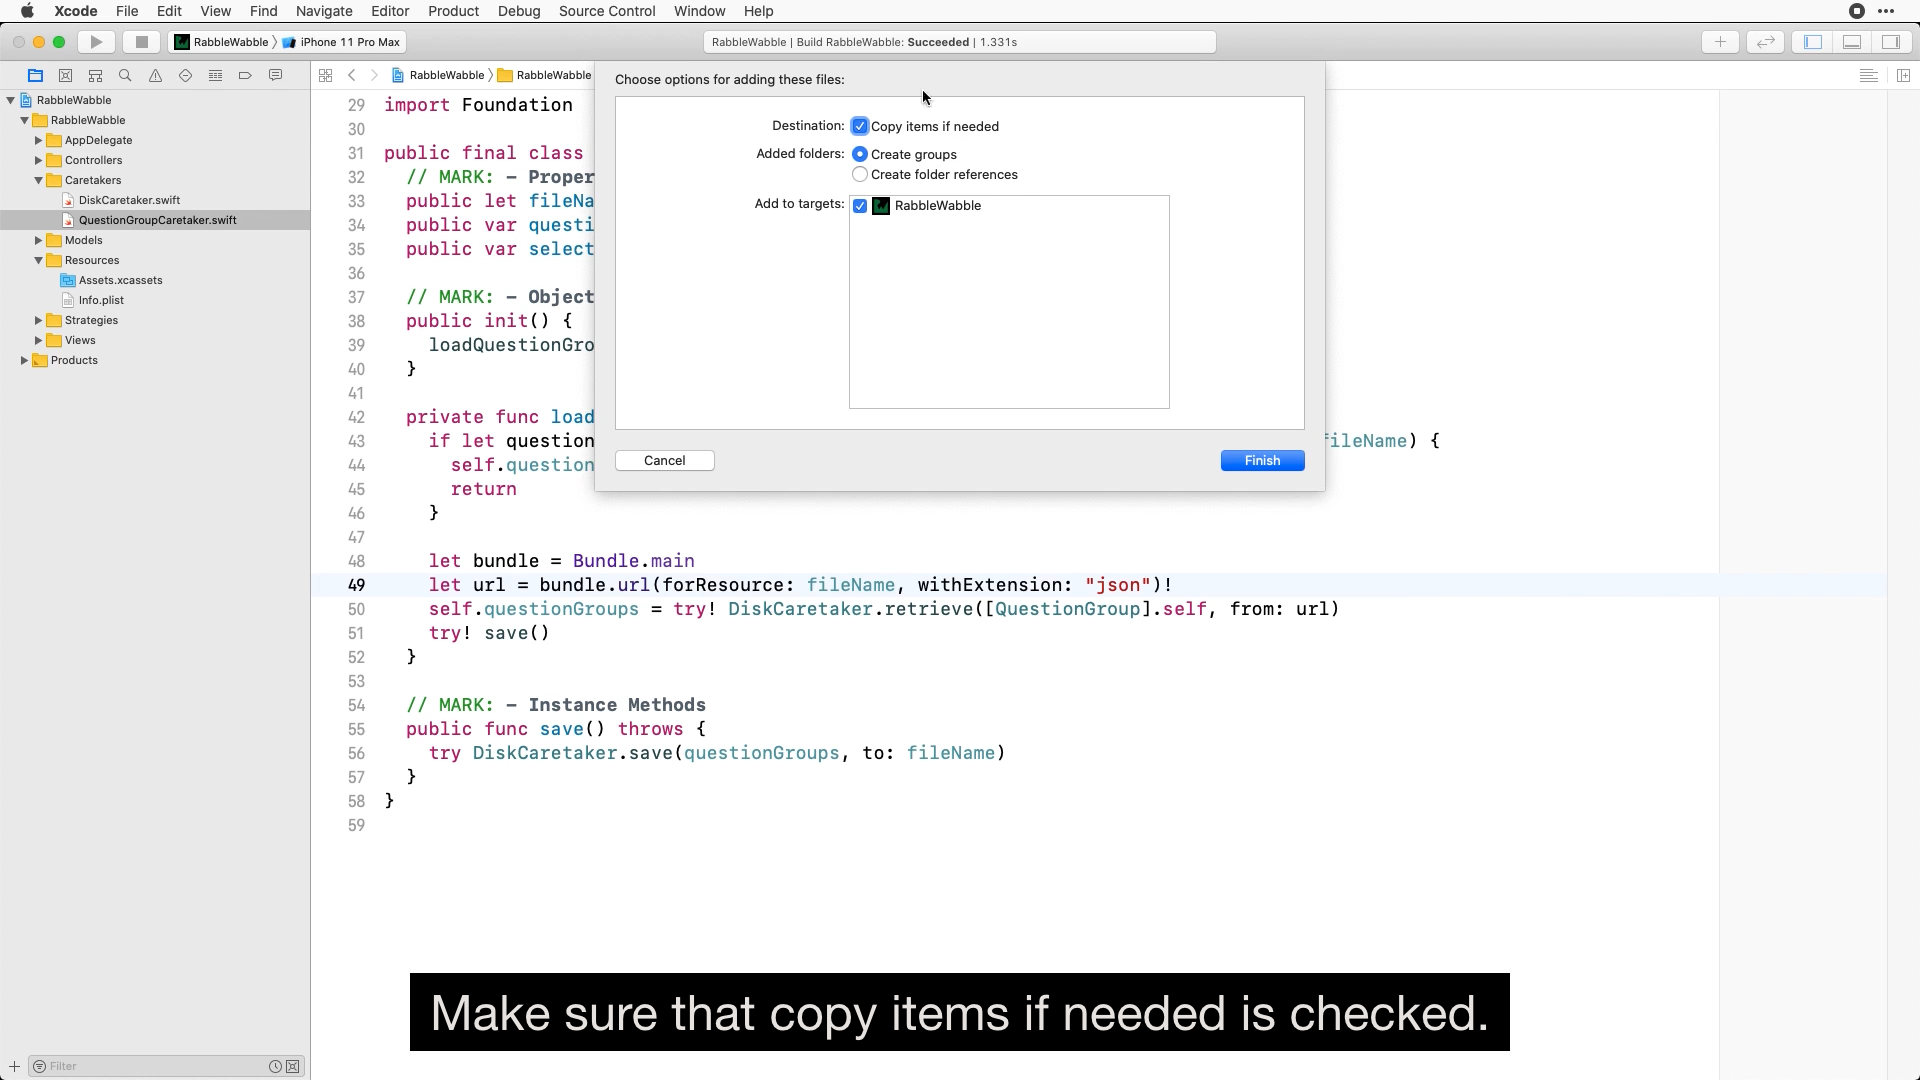 Xcode File Edit View Find Navigate Editor Product Debug Source Control Window Help
RabbleWabble 〉 iPhone 11 Pro Max
RabbleWabble | Build RabbleWabble: Succeeded | 1.331s
RabbleWabble 〉 RabbleWabble
RabbleWabble
RabbleWabble
AppDelegate
Controllers
Caretakers
DiskCaretaker.swift
QuestionGroupCaretaker.swift
Models
Resources
Assets.xcassets
Info.plist
Strategies
Views
Products
Filter
Choose options for adding these files:
Destination: Copy items if needed
Added folders: Create groups
Create folder references
Add to targets: RabbleWabble
Cancel
Finish
29 import Foundation
30
31 public final class
32 // MARK: - Proper
33 public let fileNa
34 public var questi
35 public var select
36
37 // MARK: - Object
38 public init() {
39 loadQuestionGro
40 }
41
42 private func load
43 if let question fileName) {
44 self.question
45 return
46 }
47
48 let bundle = Bundle.main
49 let url = bundle.url(forResource: fileName, withExtension: "json")!
50 self.questionGroups = try! DiskCaretaker.retrieve([QuestionGroup].self, from: url)
51 try! save()
52 }
53
54 // MARK: - Instance Methods
55 public func save() throws {
56 try DiskCaretaker.save(questionGroups, to: fileName)
57 }
58 }
59
Make sure that copy items if needed is checked.